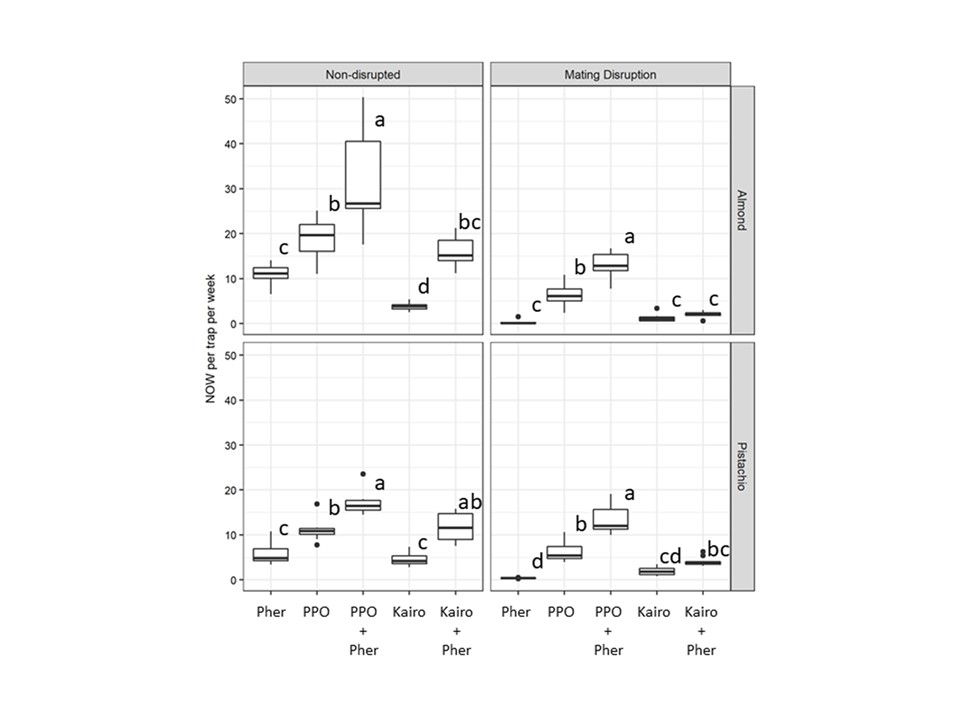 Non-disrupted
Mating Disruption
NOW per trap per week
50
40
30
20
10
0
c
b
a
d
bc
c
b
a
c
c
Almond
50
40
30
20
10
0
c
b
a
c
ab
d
b
a
cd
bc
Pistachio
Pher PPO PPO Kairo Kairo
+ +
Pher Pher
Pher PPO PPO Kairo Kairo
+ +
Pher Pher